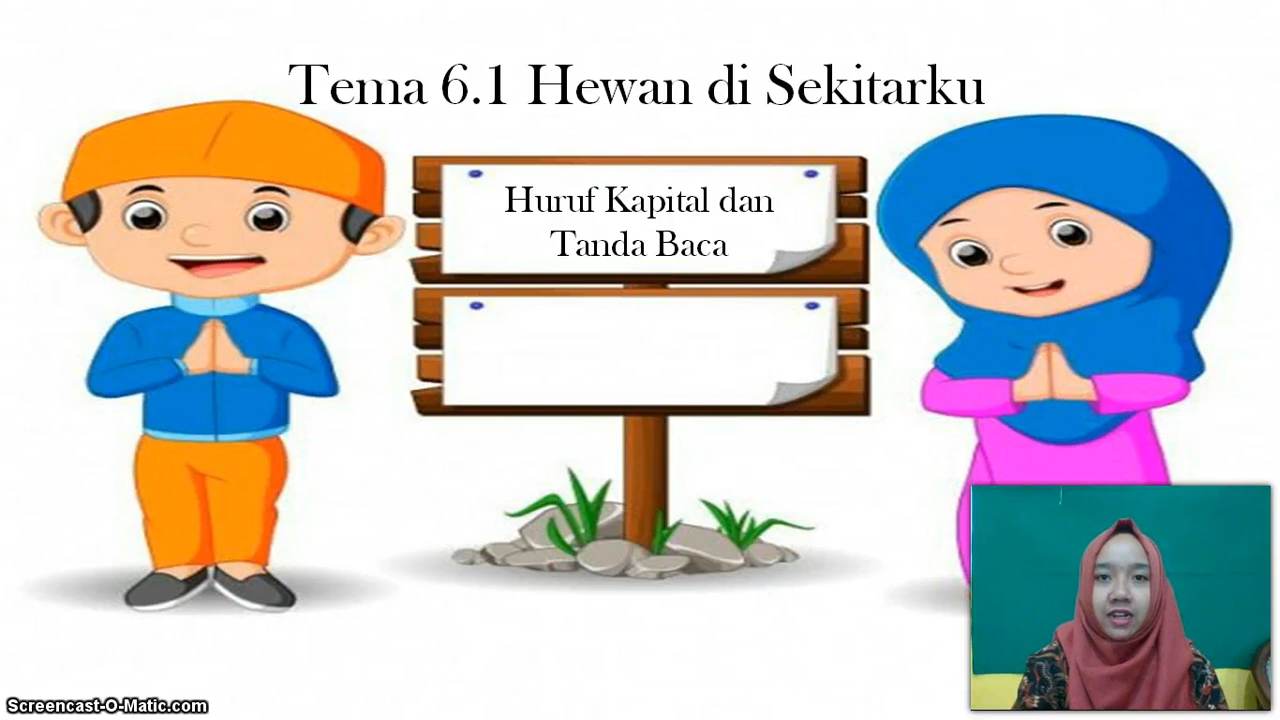 Tema 6.1 Hewan di Sekitarku
Huruf Kapital dan
Tanda Baca
Screencast-O-Matic.com